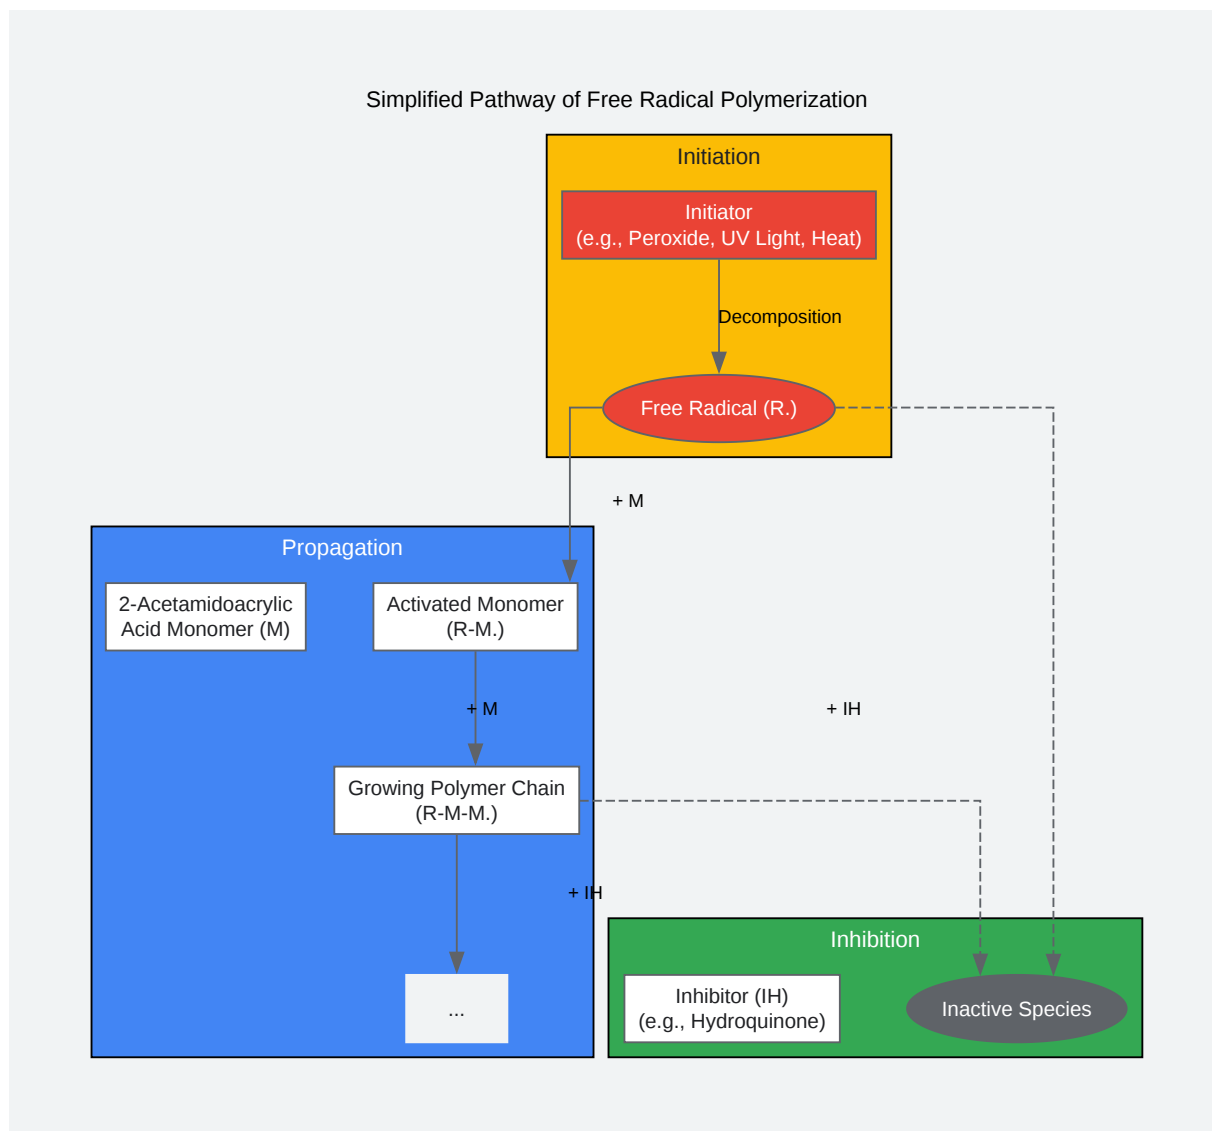 Simplified Pathway of Free Radical Polymerization
Initiation
Initiator
(e.g., Peroxide, UV Light, Heat)
Decomposition
Free Radical (R.)
+ M
Propagation
2-Acetamidoacrylic
Acid Monomer (M)
Activated Monomer
(R-M.)
+ M
+ IH
Growing Polymer Chain
(R-M-M.)
+ IH
...
Inhibition
Inhibitor (IH)
(e.g., Hydroquinone)
Inactive Species